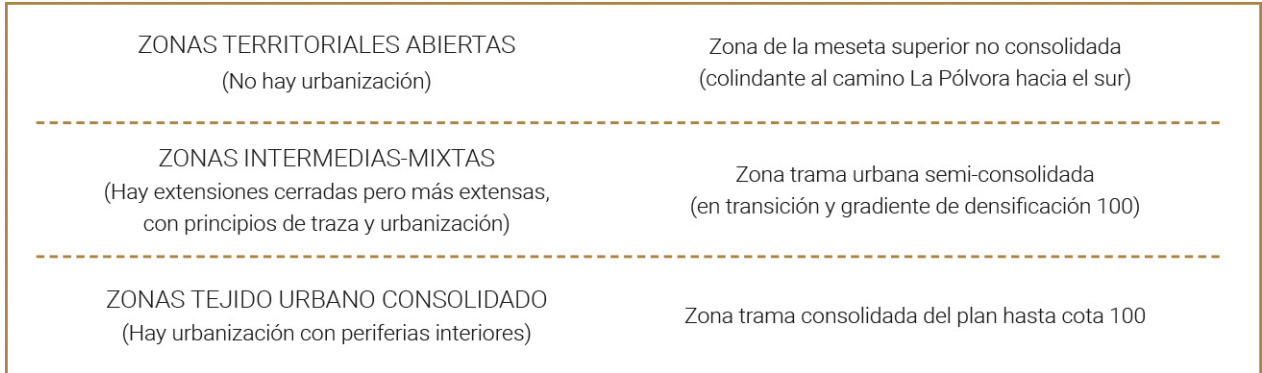 ZONAS TERRITORIALES ABIERTAS
(No hay urbanización)
Zona de la meseta superior no consolidada
(colindante al camino La Pólvora hacia el sur)
ZONAS INTERMEDIAS-MIXTAS
(Hay extensiones cerradas pero más extensas,
con principios de traza y urbanización)
Zona trama urbana semi-consolidada
(en transición y gradiente de densificación 100)
ZONAS TEJIDO URBANO CONSOLIDADO
(Hay urbanización con periferias interiores)
Zona trama consolidada del plan hasta cota 100